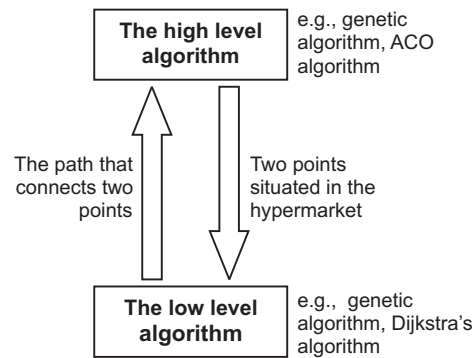 The high level
algorithm
e.g., genetic
algorithm, ACO
algorithm
The path that
connects two
points
Two points
situated in the
hypermarket
The low level
algorithm
e.g., genetic
algorithm, Dijkstra's
algorithm